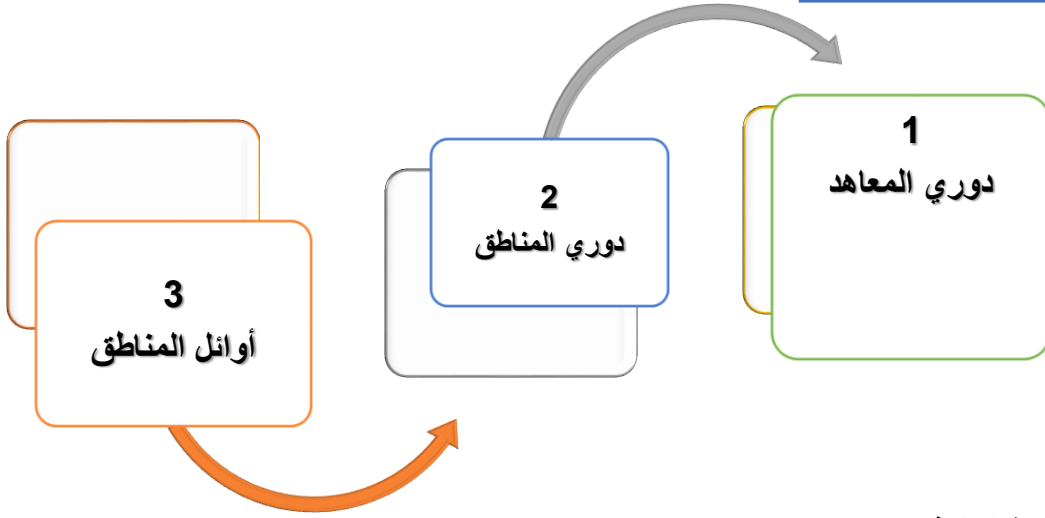 1
دوري المعاهد
2
دوري المناطق
3
أوائل المناطق